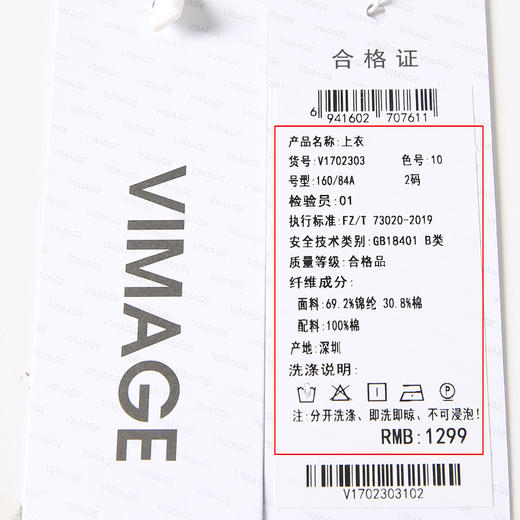 VIMAGE
合格证
6 941602 707611
产品名称:上衣
货号:V1702303 色号:10
号型:160/84A 2码
检验员:01
执行标准:FZ/T 73020-2019
安全技术类别:GB18401 B类
质量等级:合格品
纤维成分:
面料:69.2%锦纶 30.8%棉
配料:100%棉
产地:深圳
洗涤说明:
注:分开洗涤、即洗即晾、不可浸泡!
RMB:1299
V1702303102